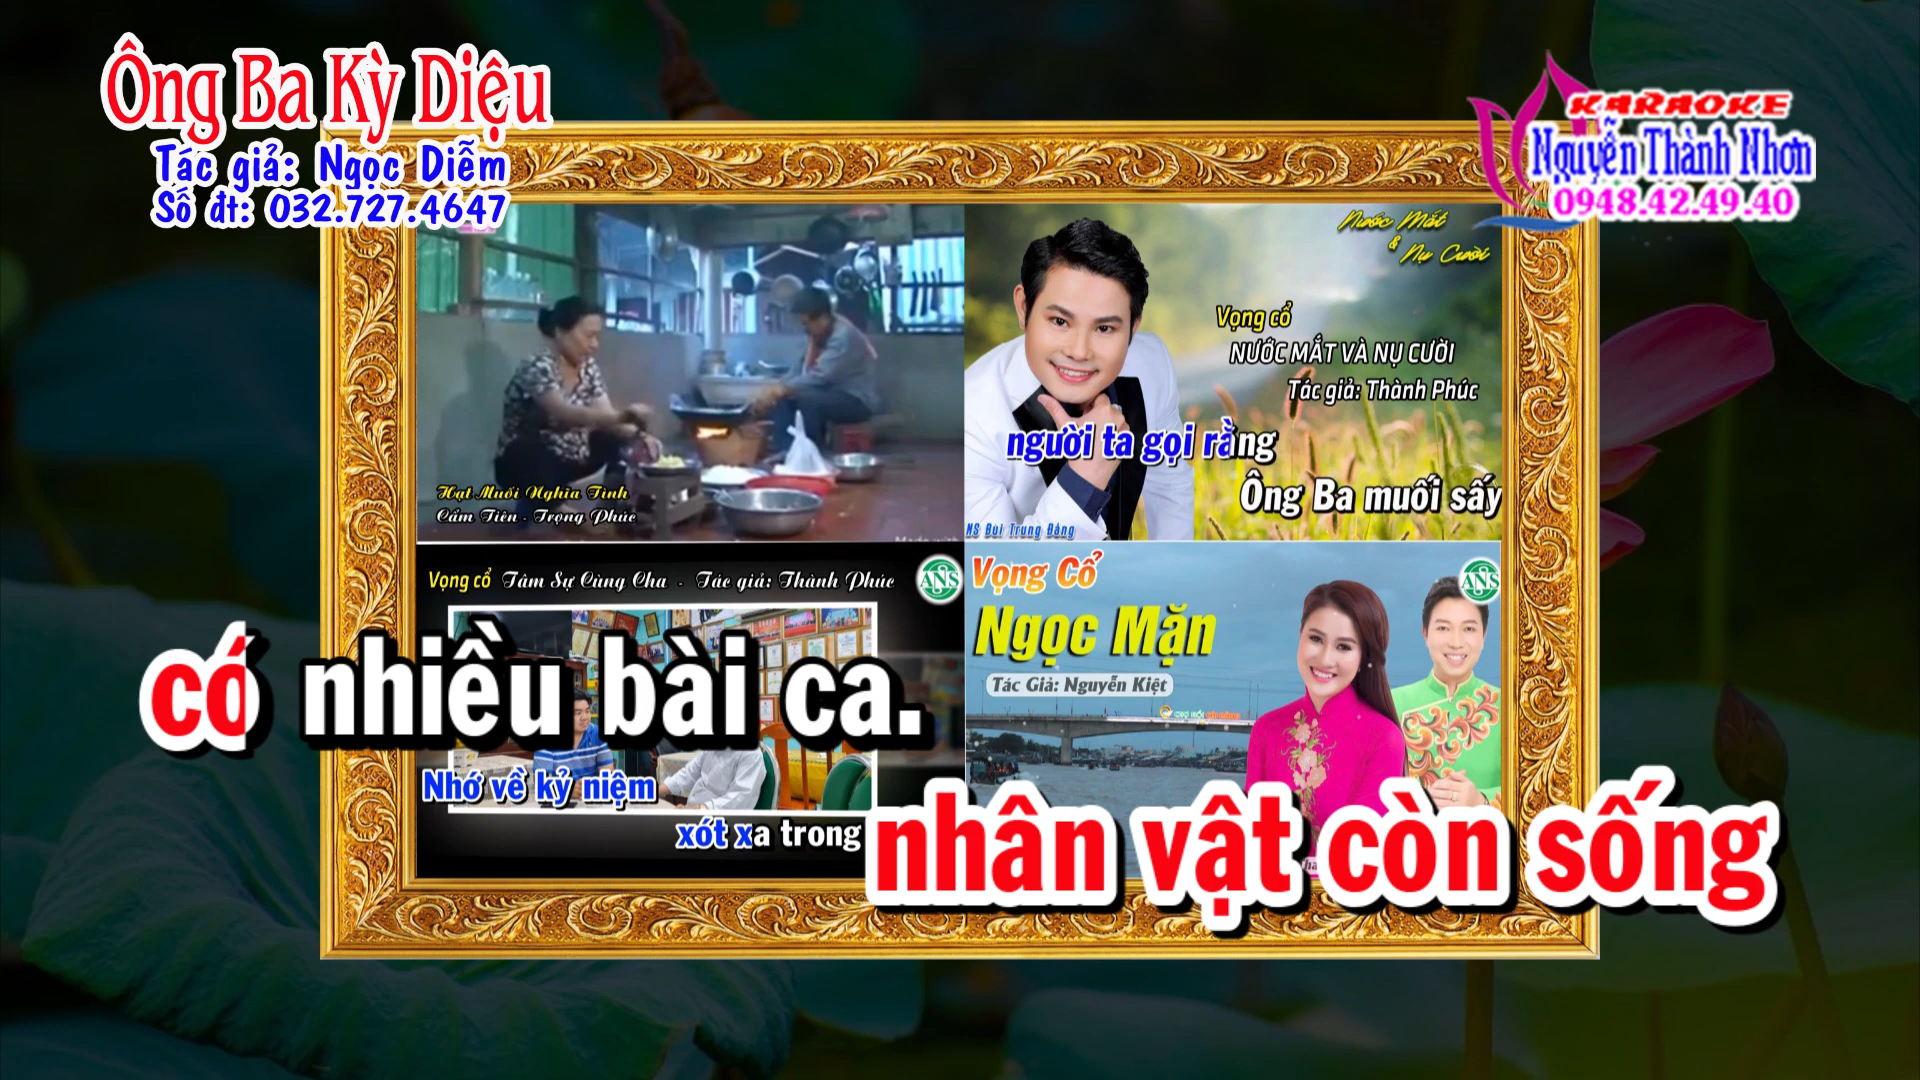 Ông Ba Kỳ Diệu
Tác giả: Ngọc Diễm
Số đt: 032.727.4647
KARAOKE
Nguyễn Thành Nhơn
0948.42.49.40
Hạt Muối Nghĩa Tình
Cẩm Tiên - Trọng Phúc
Made with
Nước Mắt
& Nụ Cười
Vọng cổ
NƯỚC MẮT VÀ NỤ CƯỜI
Tác giả: Thành Phúc
người ta gọi rằng
Ông Ba muối sấy
NS Bùi Trung Đẳng
Vọng cổ Tâm Sự Cùng Cha - Tác giả: Thành Phúc
ANS
Vọng Cổ
ANS
Ngọc Mặn
Tác Giả: Nguyễn Kiệt
có nhiều bài ca.
Nhớ về kỷ niệm
xót xa trong
nhân vật còn sống